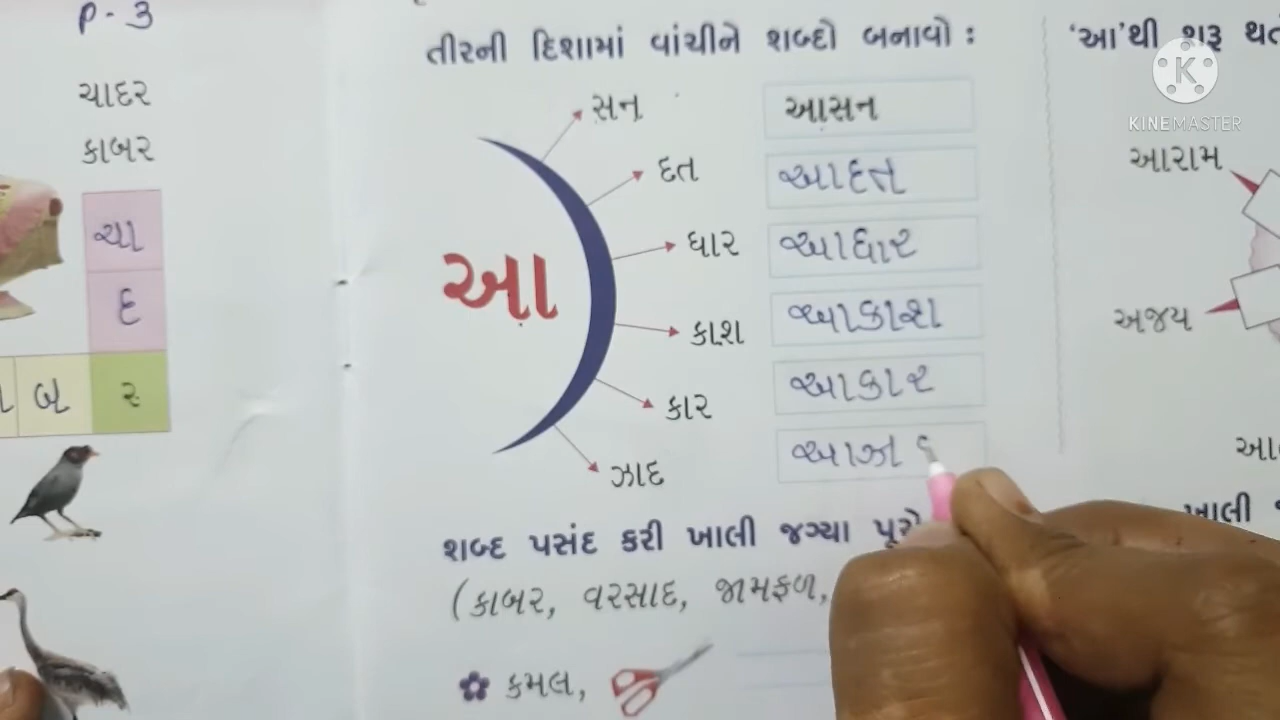 P - 3
ચાદર
કાબર
ચા
દ
બ ર
તીરની દિશામાં વાંચીને શબ્દો બનાવો :
આ
સન
દત
ધાર
કાશ
કાર
ઝાદ
આસન
આદત
આધાર
આકાશ
આકાર
આઝા
શબ્દ પસંદ કરી ખાલી જગ્યા
(કાબર, વરસાદ, જામફળ,
કમલ,
'આ'થી શરૂ
KINEMASTER
આરામ
અજય
ખાલી